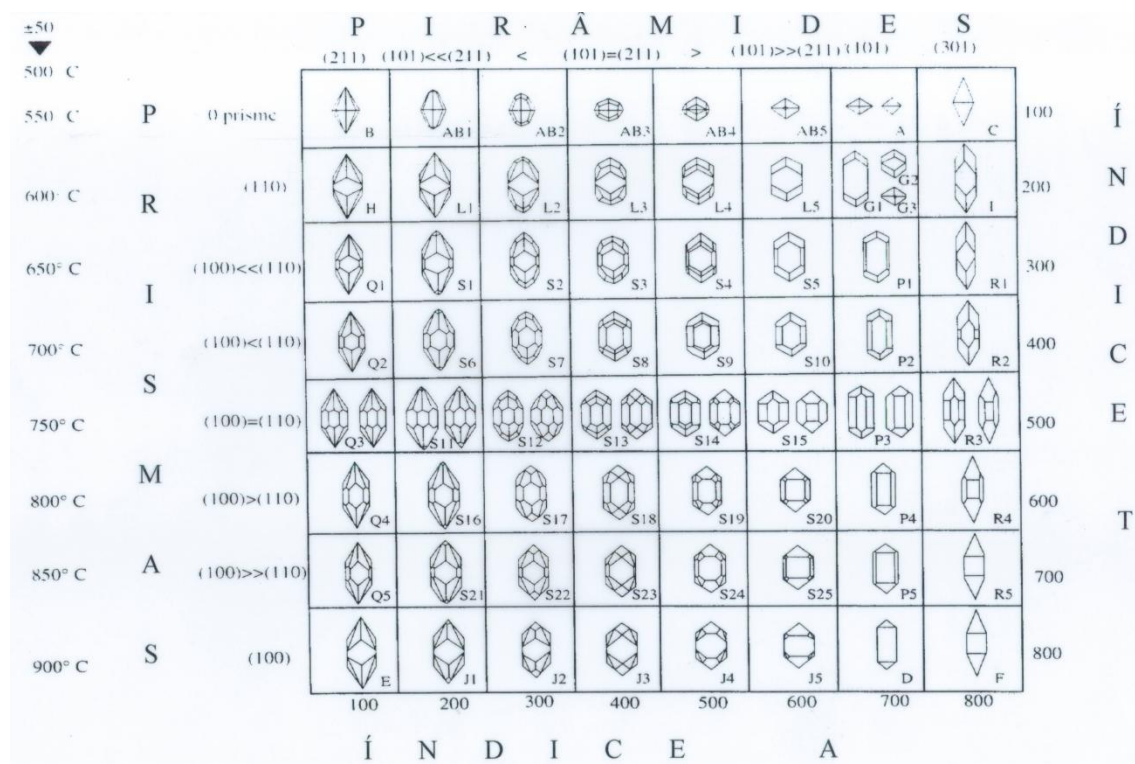 ±50
P I R Â M I D E S
(211) (101)<<(211) < (101)=(211) > (101)>>(211) (101) (301)
500 C
550 C P 0 prisme B AB1 AB2 AB3 AB4 AB5 A C 100 Í
600 C R (110) H L1 L2 L3 L4 L5 G1 G2 G3 I 200 N
650° C (100)<<(110) Q1 S1 S2 S3 S4 S5 P1 R1 300 D
I I
700° C (100)<(110) Q2 S6 S7 S8 S9 S10 P2 R2 400
S C
750° C (100)=(110) Q3 S11 S12 S13 S14 S15 P3 R3 500 E
M
800° C (100)>(110) Q4 S16 S17 S18 S19 S20 P4 R4 600 T
850° C A (100)>>(110) Q5 S21 S22 S23 S24 S25 P5 R5 700
900° C S (100) E J1 J2 J3 J4 J5 D F 800
100 200 300 400 500 600 700 800
Í N D I C E A